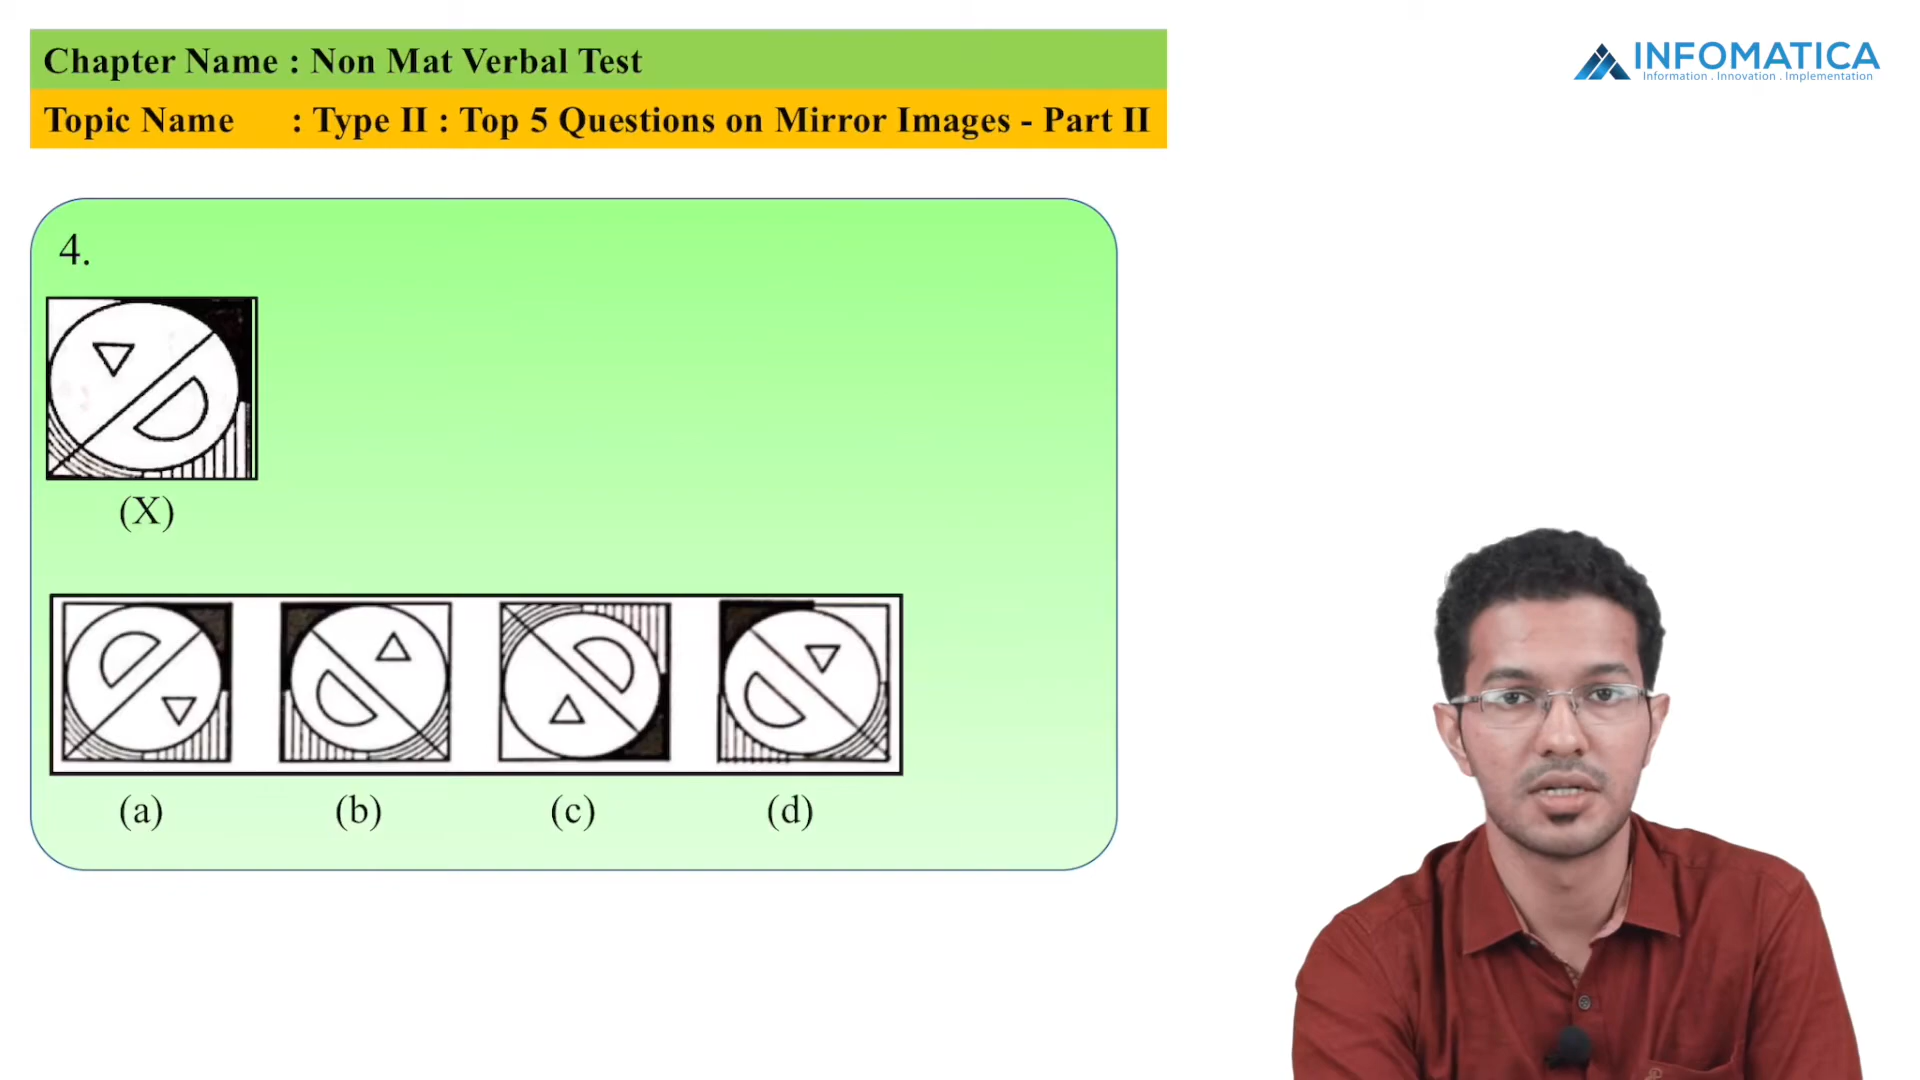 Chapter Name : Non Mat Verbal Test
INFOMATICA
Information . Innovation . Implementation
Topic Name : Type II : Top 5 Questions on Mirror Images - Part II
4.
(X)
(a) (b) (c) (d)